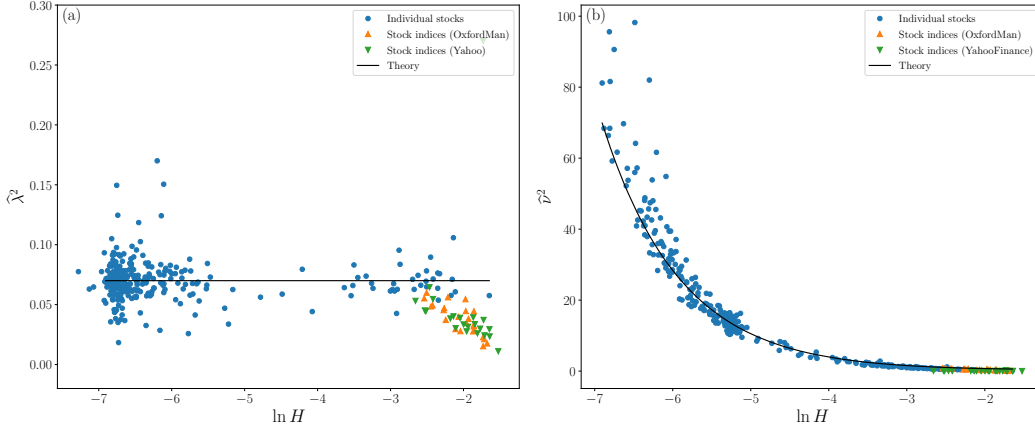 (a)
Individual stocks
Stock indices (OxfordMan)
Stock indices (Yahoo)
Theory
0.30
0.25
0.20
0.15
0.10
0.05
0.00
λ̂²
−7
−6
−5
−4
−3
−2
ln H
(b)
Individual stocks
Stock indices (OxfordMan)
Stock indices (YahooFinance)
Theory
100
80
60
40
20
0
ν̂²
−7
−6
−5
−4
−3
−2
ln H